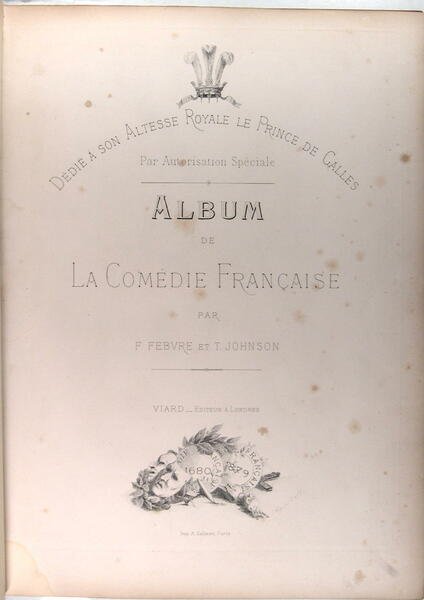 DÉDIÉ A SON ALTESSE ROYALE LE PRINCE DE GALLES
Par Autorisation Spéciale
ALBUM
DE
LA COMÉDIE FRANÇAISE
PAR
F. FEBVRE ET T. JOHNSON
VIARD _ EDITEUR A LONDRES
1680
1879
FRANÇAISE